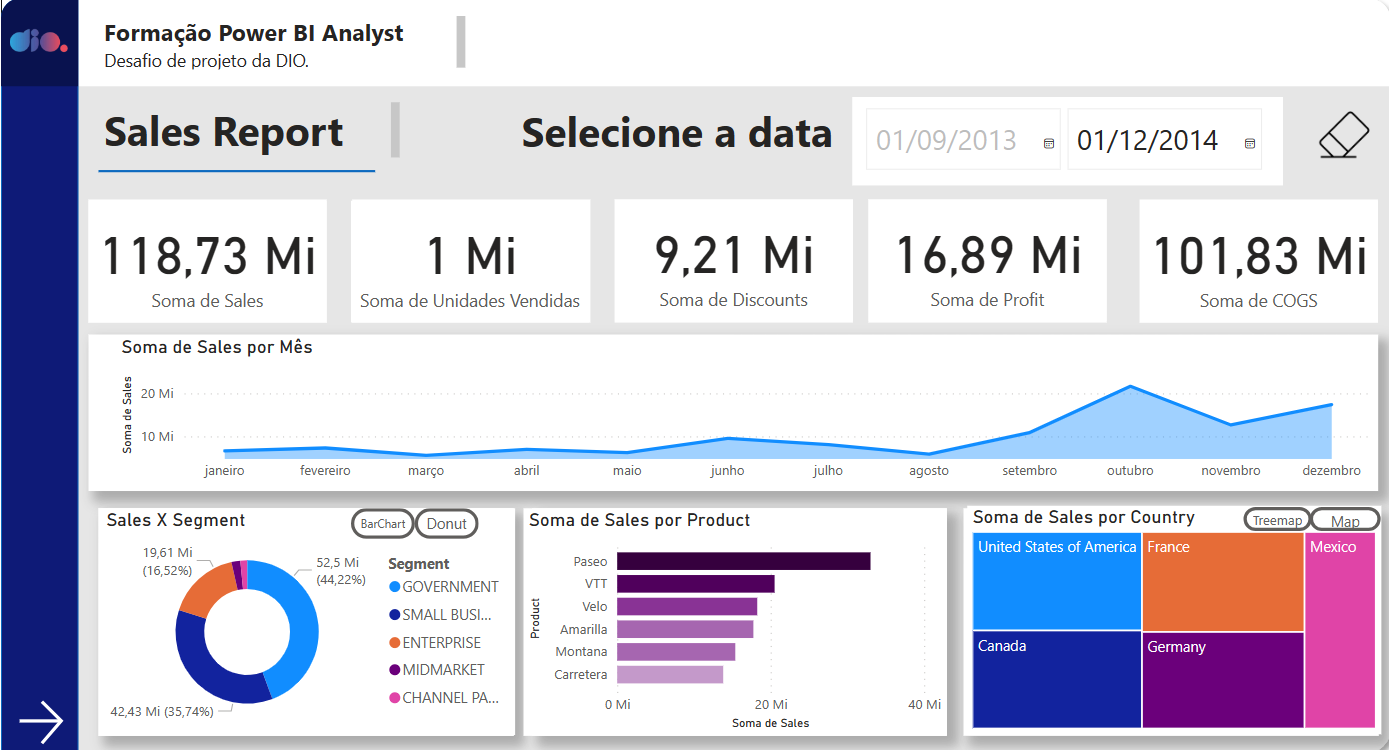 dio.
Formação Power BI Analyst
Desafio de projeto da DIO.
Sales Report
Selecione a data
01/09/2013
01/12/2014
118,73 Mi
Soma de Sales
1 Mi
Soma de Unidades Vendidas
9,21 Mi
Soma de Discounts
16,89 Mi
Soma de Profit
101,83 Mi
Soma de COGS
Soma de Sales por Mês
Soma de Sales
20 Mi
10 Mi
janeiro
fevereiro
março
abril
maio
junho
julho
agosto
setembro
outubro
novembro
dezembro
Sales X Segment
BarChart
Donut
19,61 Mi
(16,52%)
52,5 Mi
(44,22%)
42,43 Mi (35,74%)
Segment
GOVERNMENT
SMALL BUSI...
ENTERPRISE
MIDMARKET
CHANNEL PA...
Soma de Sales por Product
Product
Paseo
VTT
Velo
Amarilla
Montana
Carretera
0 Mi
20 Mi
40 Mi
Soma de Sales
Soma de Sales por Country
Treemap
Map
United States of America
France
Mexico
Canada
Germany